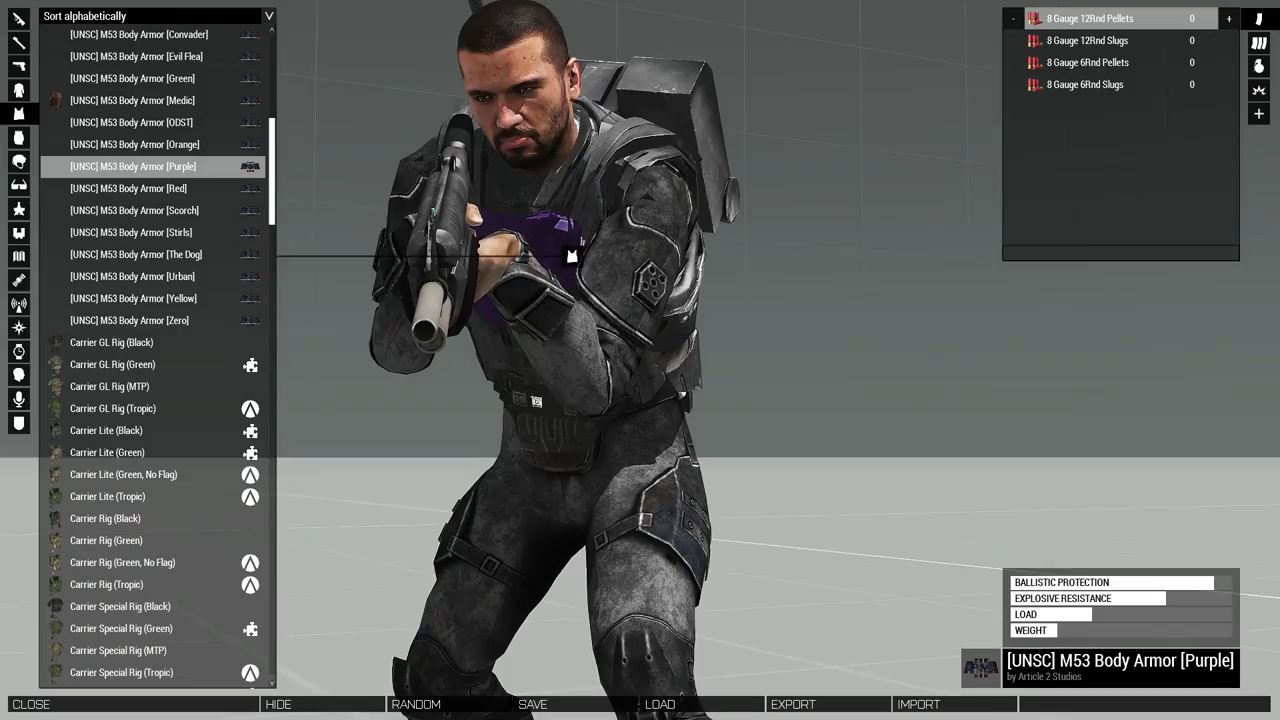 Sort alphabetically
[UNSC] M53 Body Armor [Convader]
[UNSC] M53 Body Armor [Evil Flea]
[UNSC] M53 Body Armor [Green]
[UNSC] M53 Body Armor [Medic]
[UNSC] M53 Body Armor [ODST]
[UNSC] M53 Body Armor [Orange]
[UNSC] M53 Body Armor [Purple]
[UNSC] M53 Body Armor [Red]
[UNSC] M53 Body Armor [Scorch]
[UNSC] M53 Body Armor [Stirls]
[UNSC] M53 Body Armor [The Dog]
[UNSC] M53 Body Armor [Urban]
[UNSC] M53 Body Armor [Yellow]
[UNSC] M53 Body Armor [Zero]
Carrier GL Rig (Black)
Carrier GL Rig (Green)
Carrier GL Rig (MTP)
Carrier GL Rig (Tropic)
Carrier Lite (Black)
Carrier Lite (Green)
Carrier Lite (Green, No Flag)
Carrier Lite (Tropic)
Carrier Rig (Black)
Carrier Rig (Green)
Carrier Rig (Green, No Flag)
Carrier Rig (Tropic)
Carrier Special Rig (Black)
Carrier Special Rig (Green)
Carrier Special Rig (MTP)
Carrier Special Rig (Tropic)
- 8 Gauge 12Rnd Pellets 0 +
8 Gauge 12Rnd Slugs 0
8 Gauge 6Rnd Pellets 0
8 Gauge 6Rnd Slugs 0
BALLISTIC PROTECTION
EXPLOSIVE RESISTANCE
LOAD
WEIGHT
[UNSC] M53 Body Armor [Purple]
by Article 2 Studios
CLOSE HIDE RANDOM SAVE LOAD EXPORT IMPORT